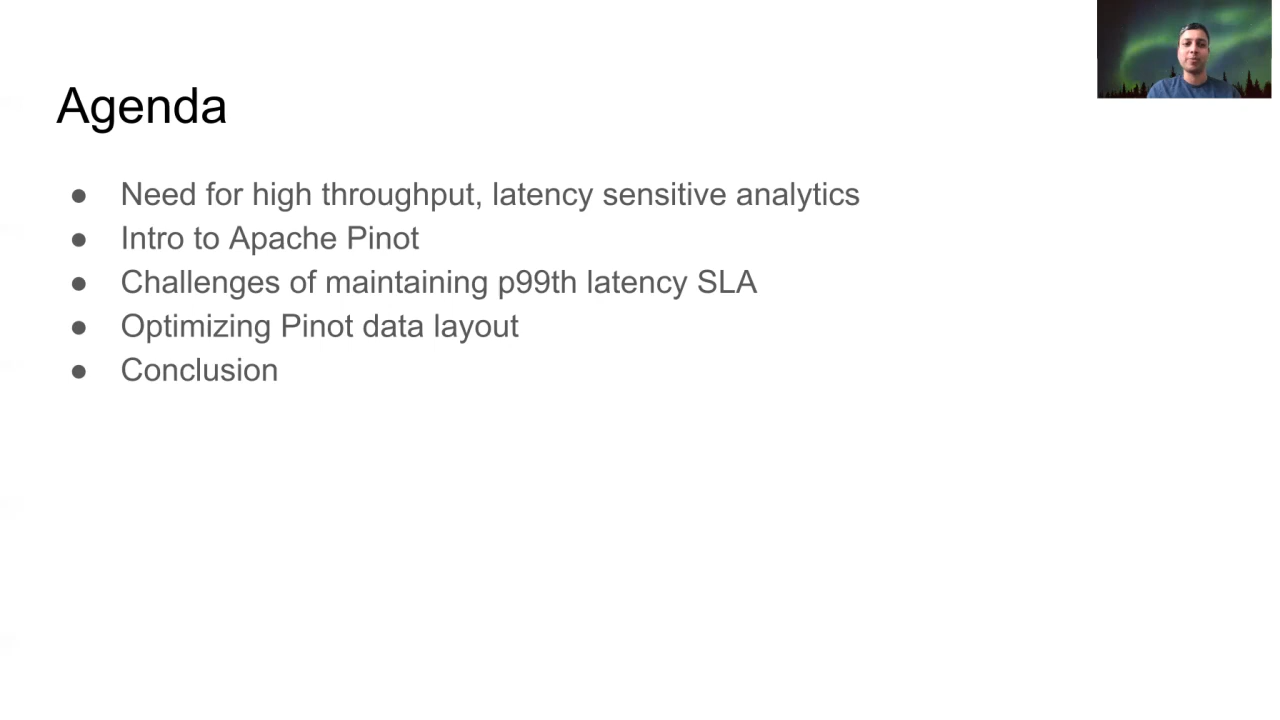 Agenda
● Need for high throughput, latency sensitive analytics
● Intro to Apache Pinot
● Challenges of maintaining p99th latency SLA
● Optimizing Pinot data layout
● Conclusion